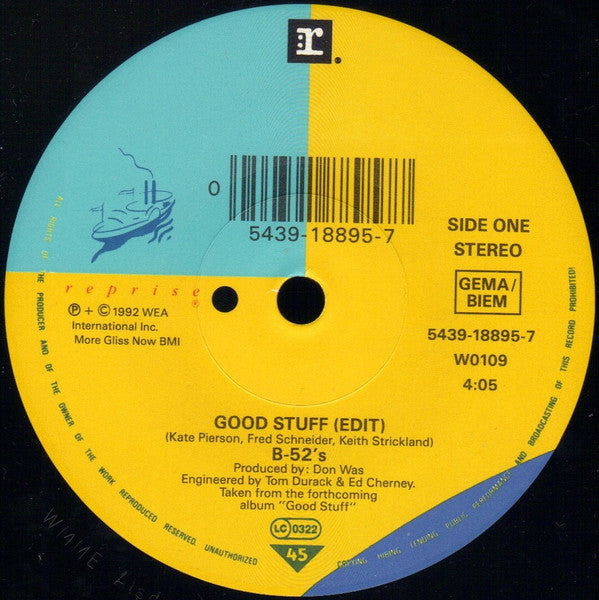 r.
0
5439-18895-7
SIDE ONE
STEREO
GEMA/
BIEM
5439-18895-7
W0109
4:05
reprise®
℗ + © 1992 WEA
International Inc.
More Gliss Now BMI
GOOD STUFF (EDIT)
(Kate Pierson, Fred Schneider, Keith Strickland)
B-52's
Produced by: Don Was
Engineered by Tom Durack & Ed Cherney.
Taken from the forthcoming
album "Good Stuff"
LC 0322
45
ALL RIGHTS OF THE PRODUCER AND OF THE OWNER OF THE WORK REPRODUCED RESERVED. UNAUTHORIZED COPYING HIRING LENDING PUBLIC PERFORMANCE AND BROADCASTING OF THIS RECORD PROHIBITED!